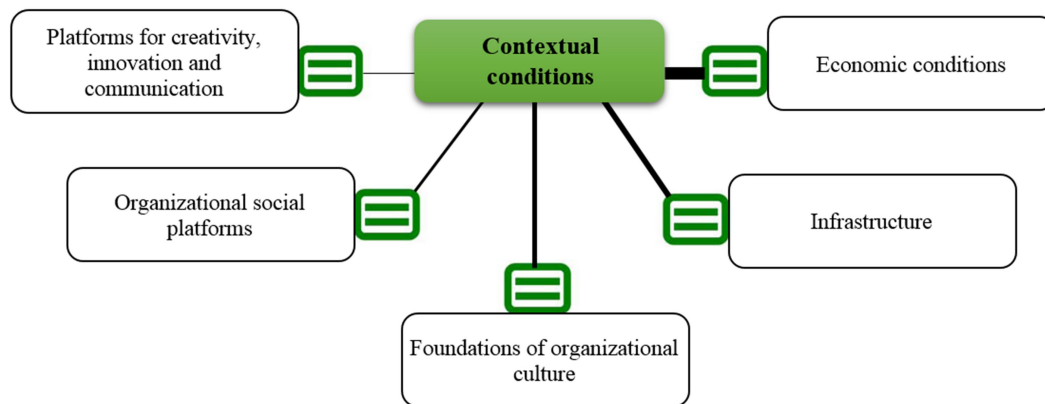 Contextual
conditions
Platforms for creativity,
innovation and
communication
Economic conditions
Organizational social
platforms
Infrastructure
Foundations of organizational
culture